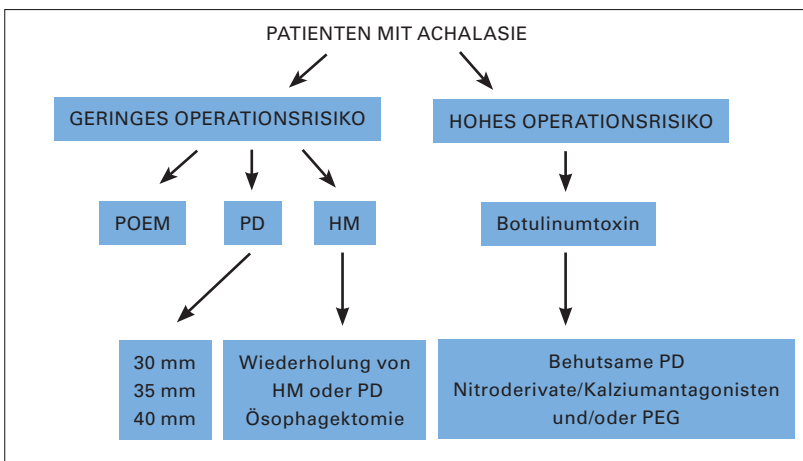 PATIENTEN MIT ACHALASIE
GERINGES OPERATIONSRISIKO
HOHES OPERATIONSRISIKO
POEM
PD
HM
Botulinumtoxin
30 mm
35 mm
40 mm
Wiederholung von
HM oder PD
Ösophagektomie
Behutsame PD
Nitroderivate/Kalziumantagonisten
und/oder PEG